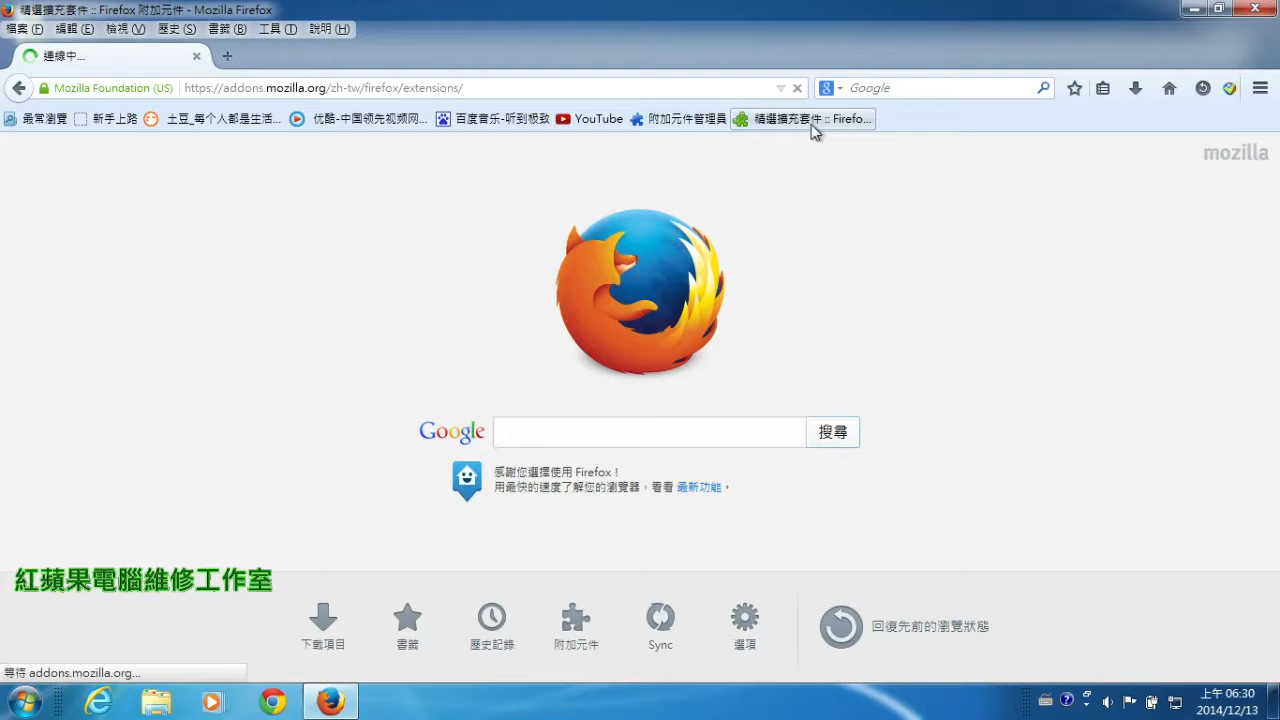 精選擴充套件 :: Firefox 附加元件 - Mozilla Firefox
檔案 (F) 編輯 (E) 檢視 (V) 歷史 (S) 書籤 (B) 工具 (T) 說明 (H)
連線中...
Mozilla Foundation (US) https://addons.mozilla.org/zh-tw/firefox/extensions/ Google
最常瀏覽 新手上路 土豆_每个人都是生活... 优酷-中国领先视频网... 百度音乐-听到极致 YouTube 附加元件管理員 精選擴充套件 :: Firefo...
mozilla
Google 搜尋
感謝您選擇使用 Firefox！
用最快的速度了解您的瀏覽器，看看 最新功能。
紅蘋果電腦維修工作室
下載項目 書籤 歷史記錄 附加元件 Sync 選項 回復先前的瀏覽狀態
等待 addons.mozilla.org...
上午 06:30
2014/12/13